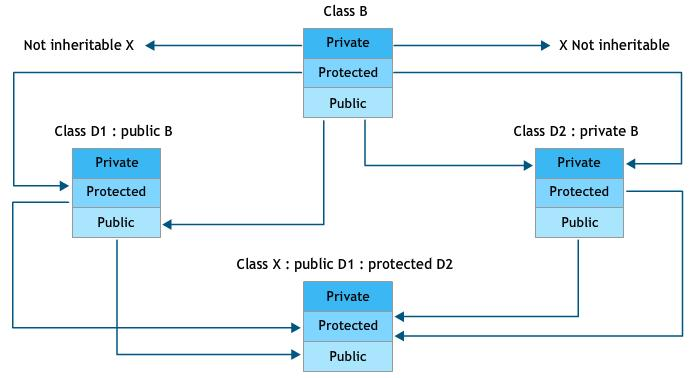 Class B
Not inheritable X
Private
X Not inheritable
Protected
Public
Class D1 : public B
Class D2 : private B
Private
Protected
Public
Private
Protected
Public
Class X : public D1 : protected D2
Private
Protected
Public